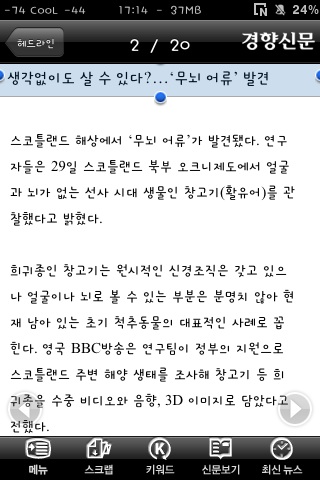 -74 CooL -44 17:14 - 37MB N 24%
헤드라인 2 / 20 경향신문
생각없이도 살 수 있다?...‘무뇌 어류’ 발견
스코틀랜드 해상에서 ‘무뇌 어류’가 발견됐다. 연구
자들은 29일 스코틀랜드 북부 오크니제도에서 얼굴
과 뇌가 없는 선사 시대 생물인 창고기(활유어)를 관
찰했다고 밝혔다.
희귀종인 창고기는 원시적인 신경조직은 갖고 있으
나 얼굴이나 뇌로 볼 수 있는 부분은 분명치 않아 현
재 남아 있는 초기 척추동물의 대표적인 사례로 꼽
힌다. 영국 BBC방송은 연구팀이 정부의 지원으로
스코틀랜드 주변 해양 생태를 조사해 창고기 등 희
귀종을 수중 비디오와 음향, 3D 이미지로 담았다고
전했다.
메뉴 스크랩 K 키워드 신문보기 최신 뉴스